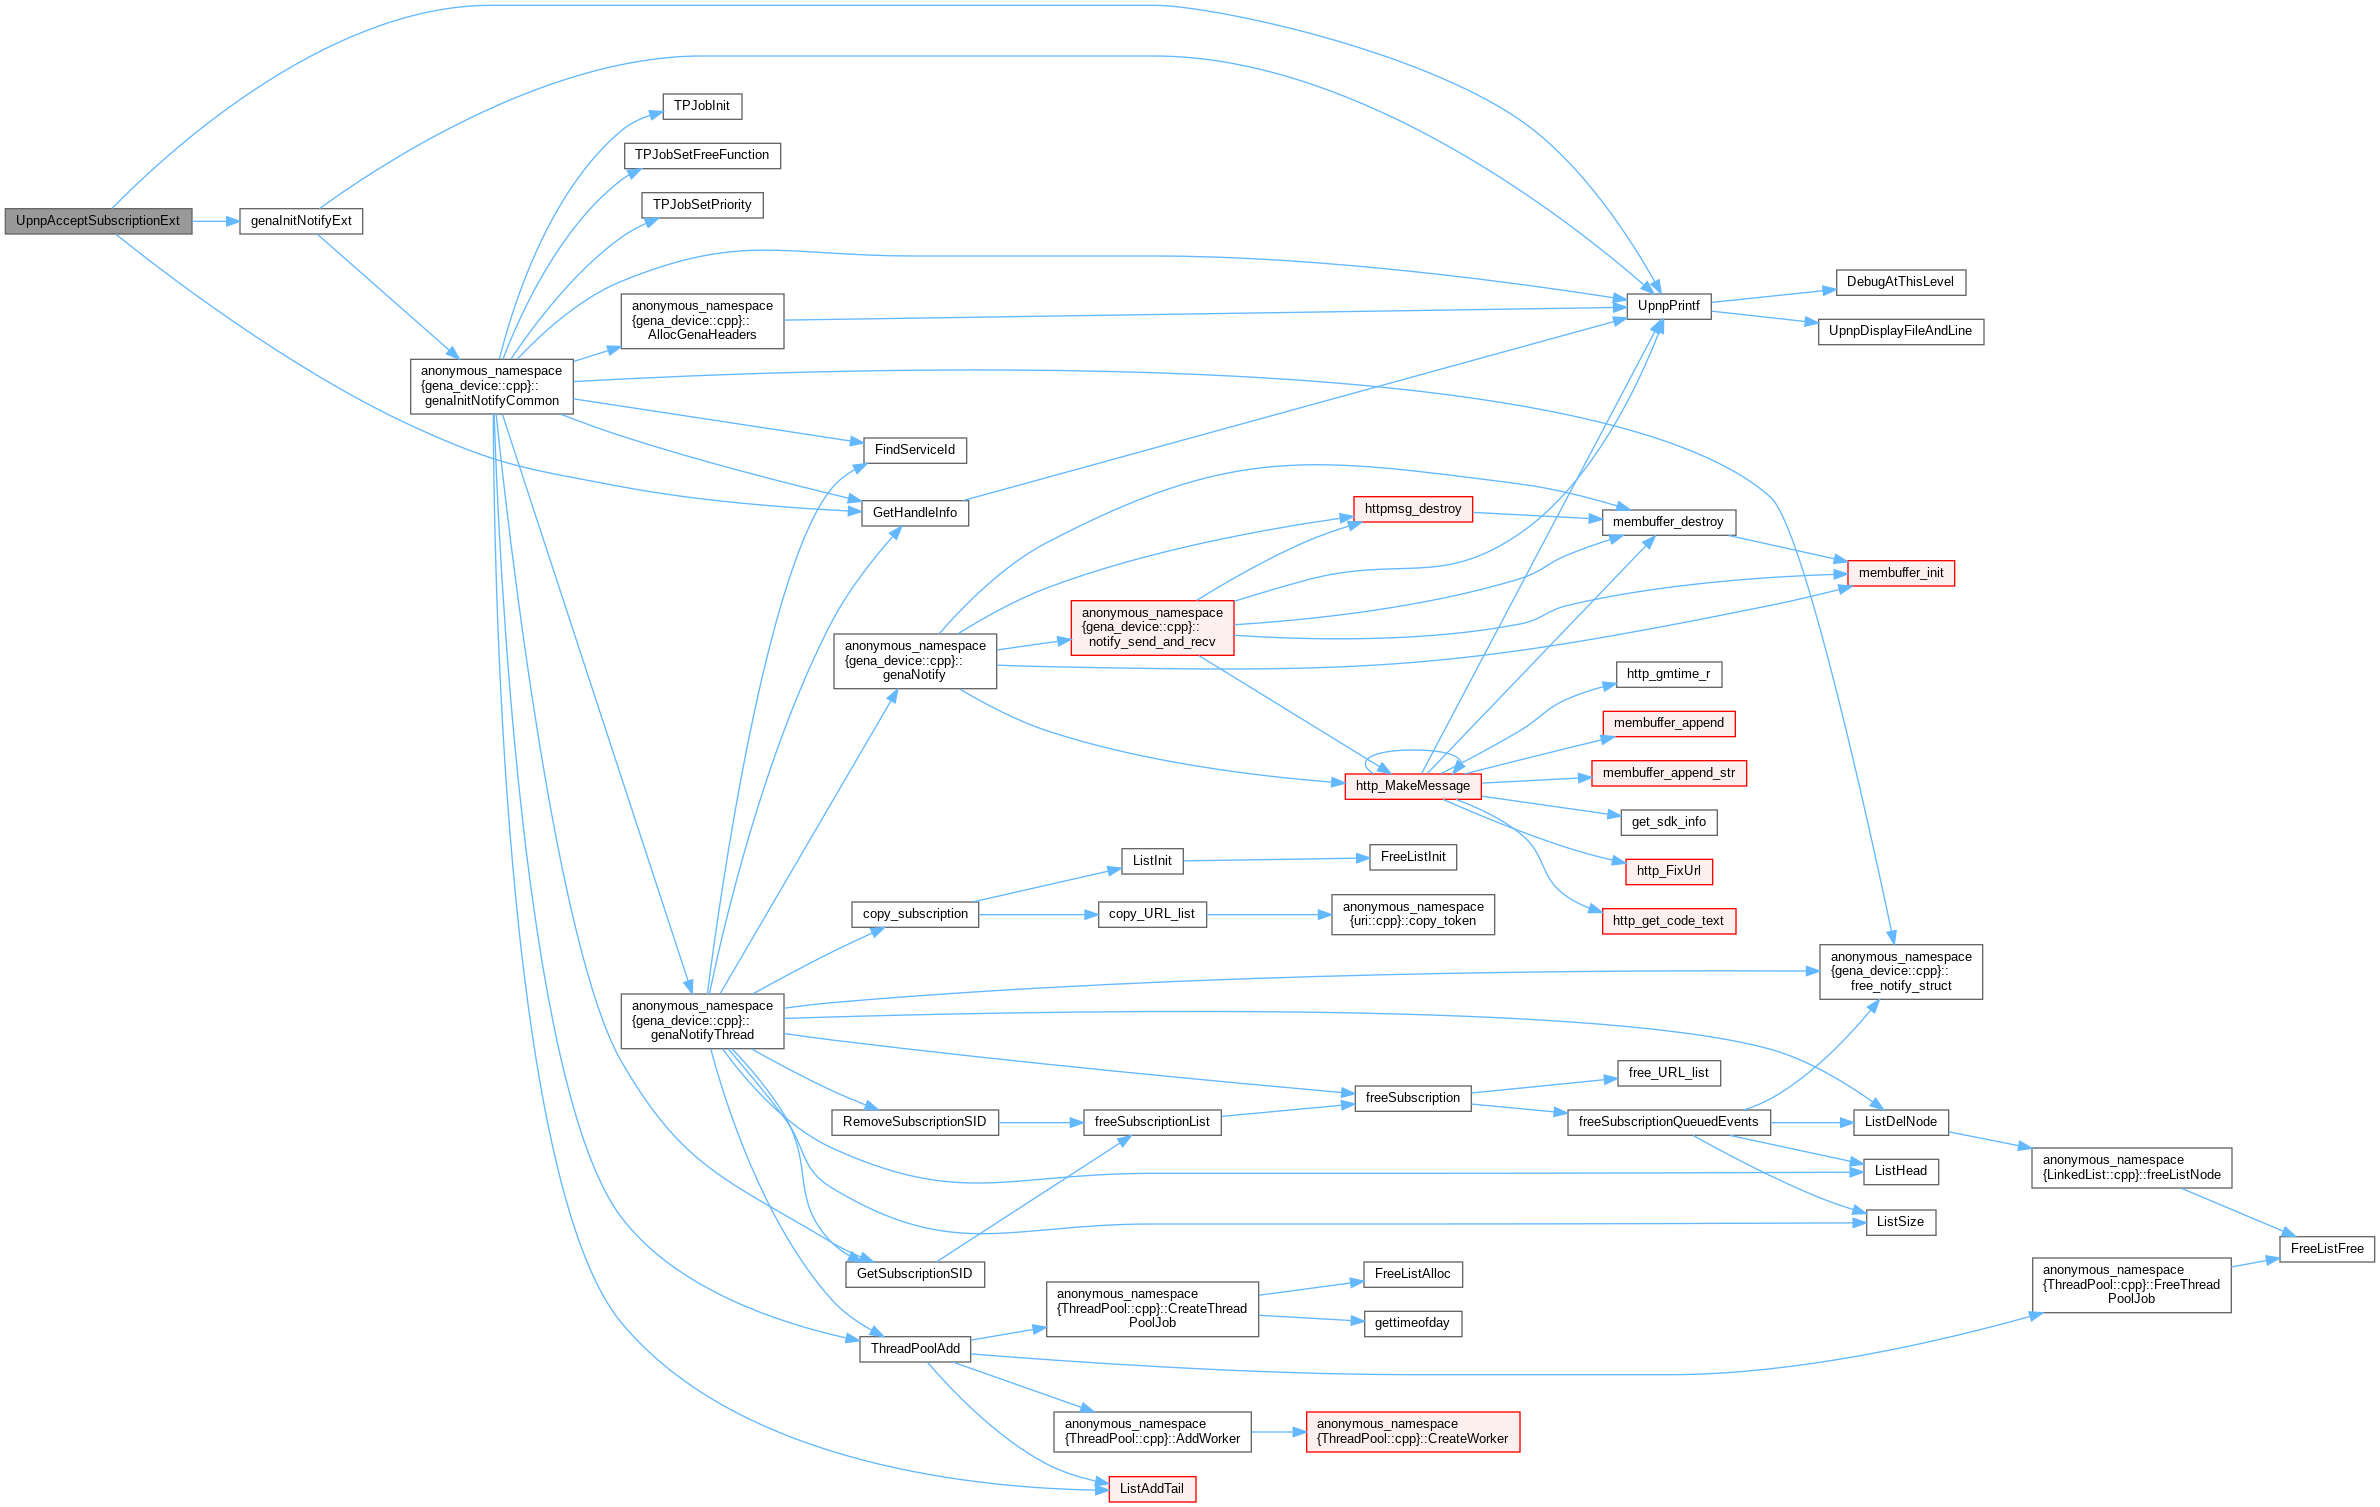 UpnpAcceptSubscriptionExt
genaInitNotifyExt
anonymous_namespace
{gena_device::cpp}::
genaInitNotifyCommon
TPJobInit
TPJobSetFreeFunction
TPJobSetPriority
anonymous_namespace
{gena_device::cpp}::
AllocGenaHeaders
anonymous_namespace
{gena_device::cpp}::
genaNotifyThread
FindServiceId
GetHandleInfo
anonymous_namespace
{gena_device::cpp}::
genaNotify
copy_subscription
RemoveSubscriptionSID
GetSubscriptionSID
ThreadPoolAdd
anonymous_namespace
{gena_device::cpp}::
notify_send_and_recv
ListInit
copy_URL_list
freeSubscriptionList
anonymous_namespace
{ThreadPool::cpp}::CreateThread
PoolJob
anonymous_namespace
{ThreadPool::cpp}::AddWorker
ListAddTail
httpmsg_destroy
http_MakeMessage
FreeListInit
anonymous_namespace
{uri::cpp}::copy_token
freeSubscription
FreeListAlloc
gettimeofday
anonymous_namespace
{ThreadPool::cpp}::CreateWorker
UpnpPrintf
membuffer_destroy
http_gmtime_r
membuffer_append
membuffer_append_str
get_sdk_info
http_FixUrl
http_get_code_text
free_URL_list
freeSubscriptionQueuedEvents
DebugAtThisLevel
UpnpDisplayFileAndLine
membuffer_init
anonymous_namespace
{gena_device::cpp}::
free_notify_struct
ListDelNode
ListHead
ListSize
anonymous_namespace
{LinkedList::cpp}::freeListNode
anonymous_namespace
{ThreadPool::cpp}::FreeThread
PoolJob
FreeListFree